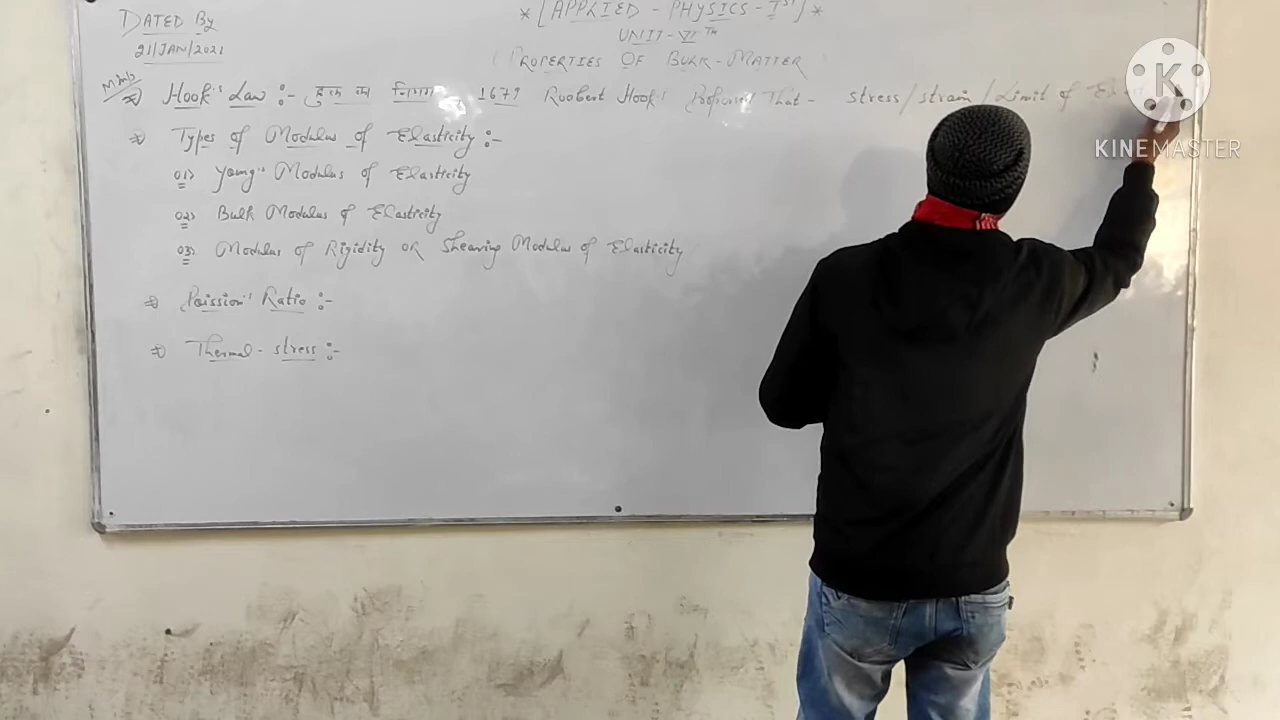 DATED By
21/JAN/2021
*[APPLIED - PHYSICS - Iˢᵗ]*
UNIT-VIᵀʰ
(PROPERTIES OF BULK-MATTER)
Hook's Law :- हुक का नियम 1679 Roobert Hook's Proposed That - stress/strain/Limit of
Types of Modulus of Elasticity :-
01> Young's Modulus of Elasticity
02> Bulk Modulus of Elasticity
03> Modulus of Rigidity OR Shearing Modulus of Elasticity
Poission's Ratio :-
Thermal - stress :-
K
KINEMASTER